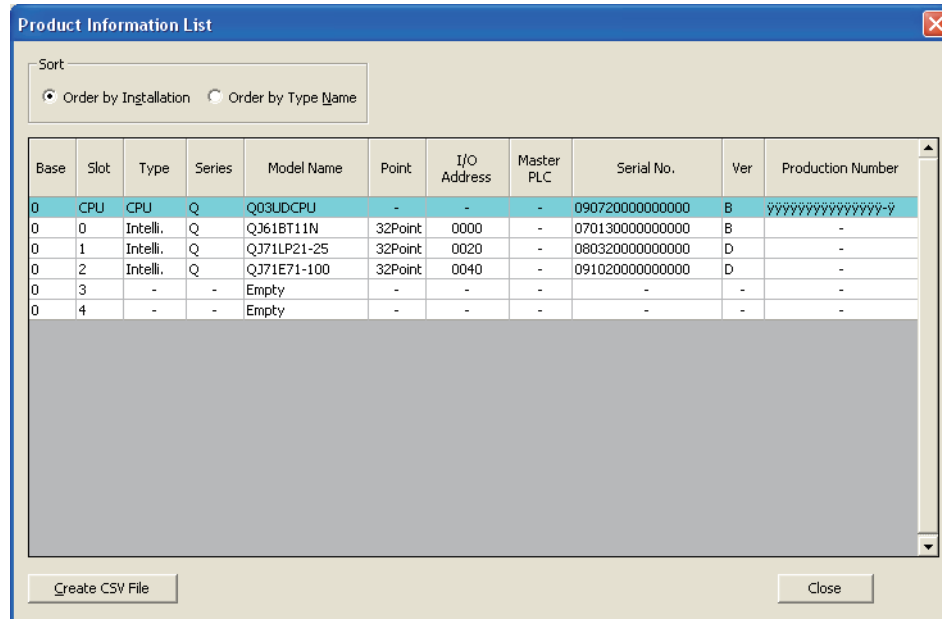 Product Information List
Sort
Order by Installation Order by Type Name
Base Slot Type Series Model Name Point I/O Address Master PLC Serial No. Ver Production Number
0 CPU CPU Q Q03UDCPU - - - 090720000000000 B ÿÿÿÿÿÿÿÿÿÿÿÿÿÿÿ-ÿ
0 0 Intelli. Q QJ61BT11N 32Point 0000 - 070130000000000 B -
0 1 Intelli. Q QJ71LP21-25 32Point 0020 - 080320000000000 D -
0 2 Intelli. Q QJ71E71-100 32Point 0040 - 091020000000000 D -
0 3 - - Empty - - - - - -
0 4 - - Empty - - - - - -
Create CSV File Close